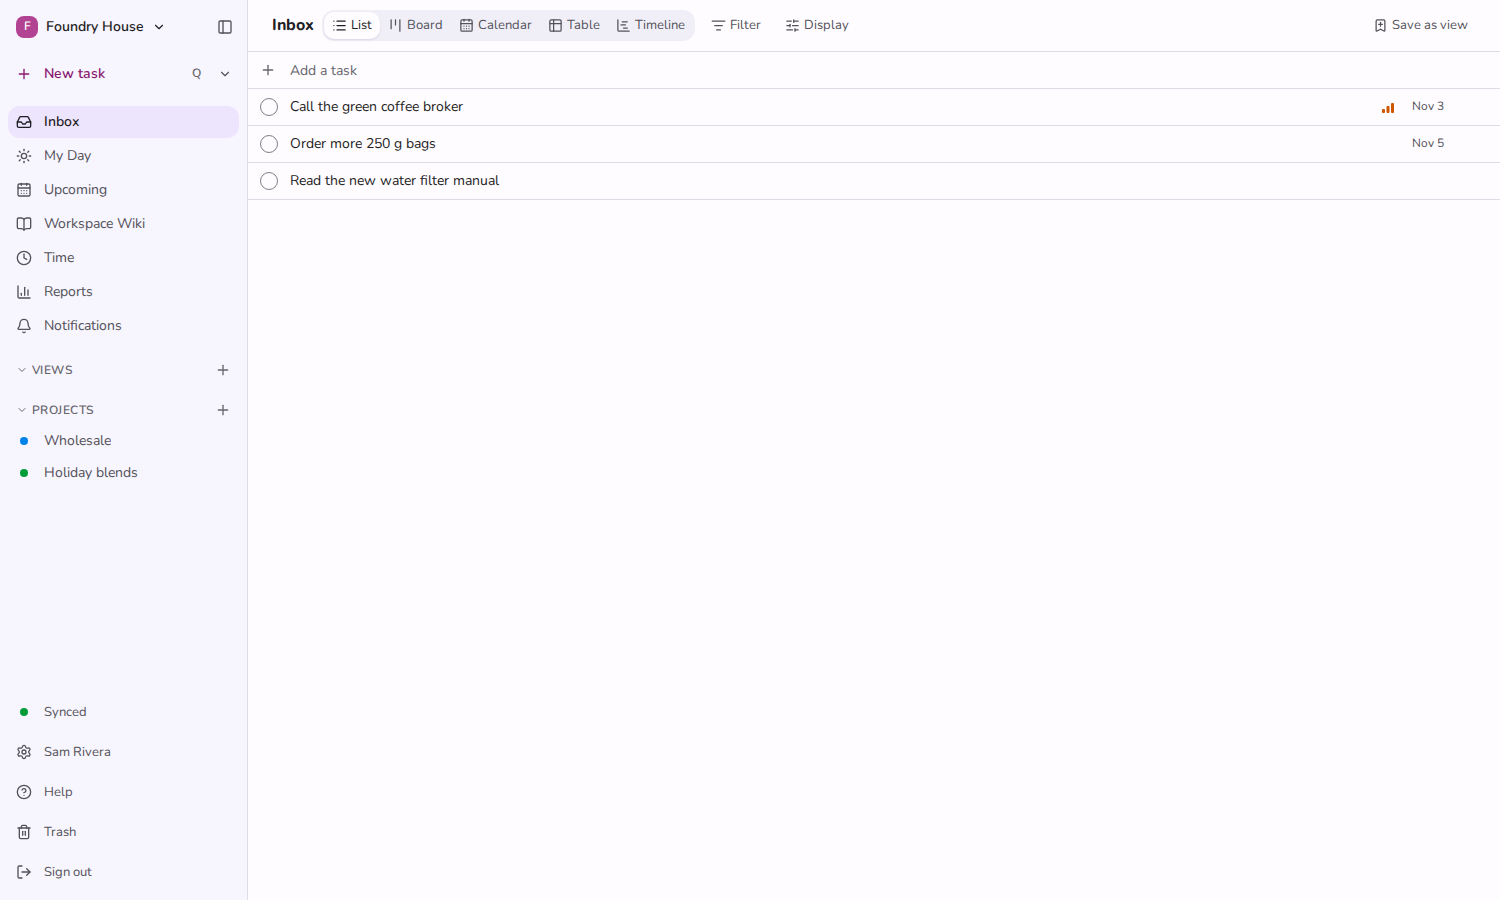 F Foundry House
New task Q
Inbox
My Day
Upcoming
Workspace Wiki
Time
Reports
Notifications
VIEWS
PROJECTS
Wholesale
Holiday blends
Synced
Sam Rivera
Help
Trash
Sign out
Inbox List Board Calendar Table Timeline Filter Display Save as view
Add a task
Call the green coffee broker Nov 3
Order more 250 g bags Nov 5
Read the new water filter manual